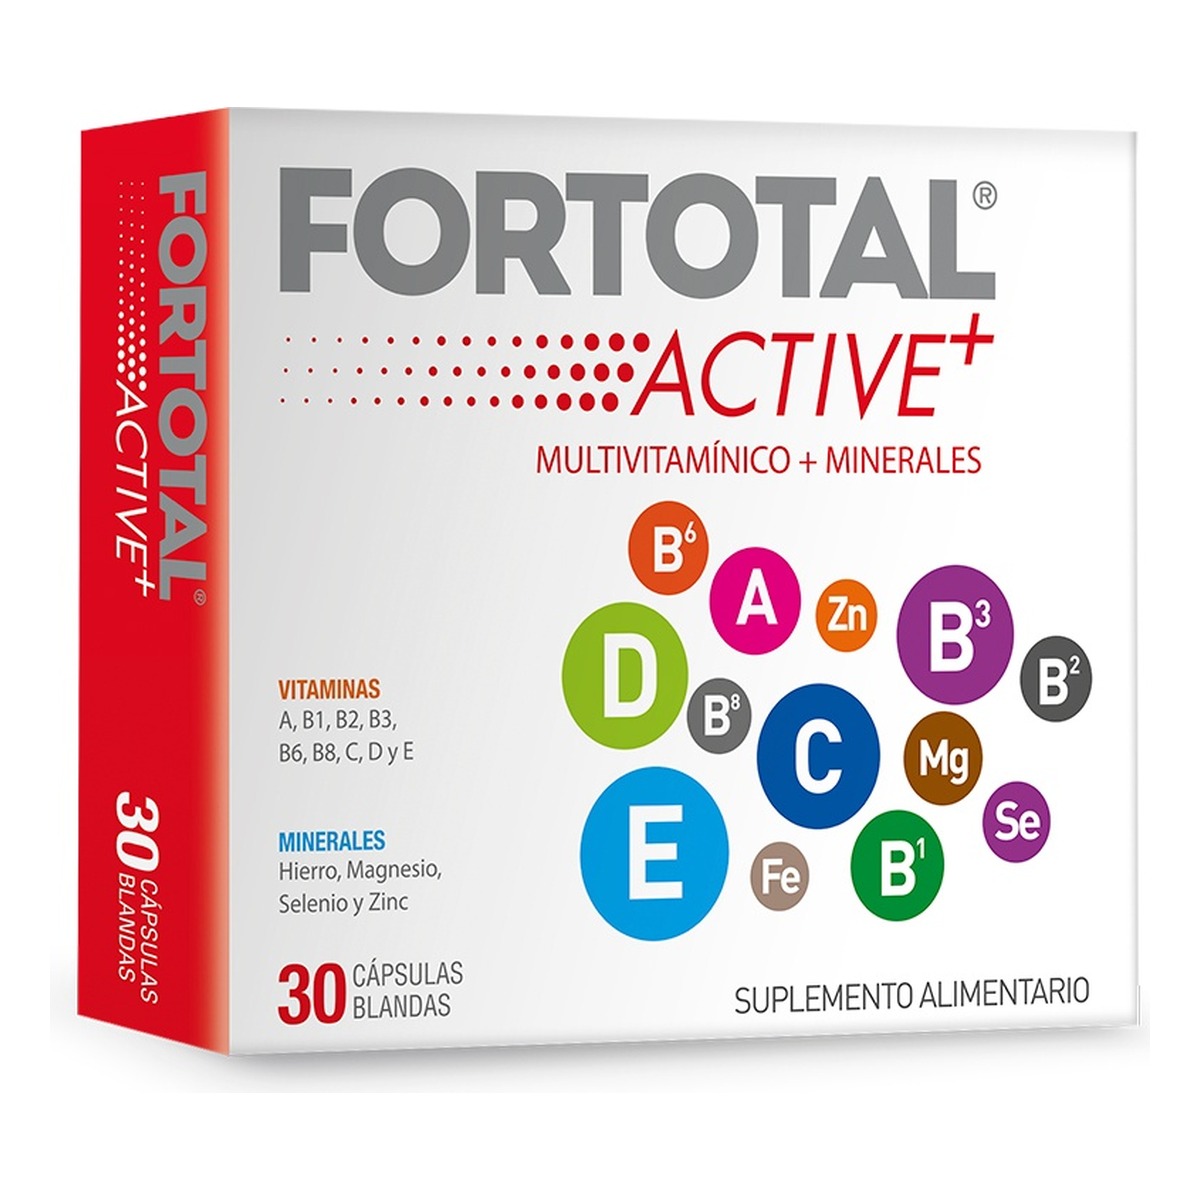 FORTOTAL®
ACTIVE+
MULTIVITAMÍNICO + MINERALES
B6
A
Zn
B3
D
B8
B2
C
Mg
E
Fe
B1
Se
VITAMINAS
A, B1, B2, B3,
B6, B8, C, D y E
MINERALES
Hierro, Magnesio,
Selenio y Zinc
30 CÁPSULAS
BLANDAS
SUPLEMENTO ALIMENTARIO
FORTOTAL®
ACTIVE+
30 CÁPSULAS
BLANDAS